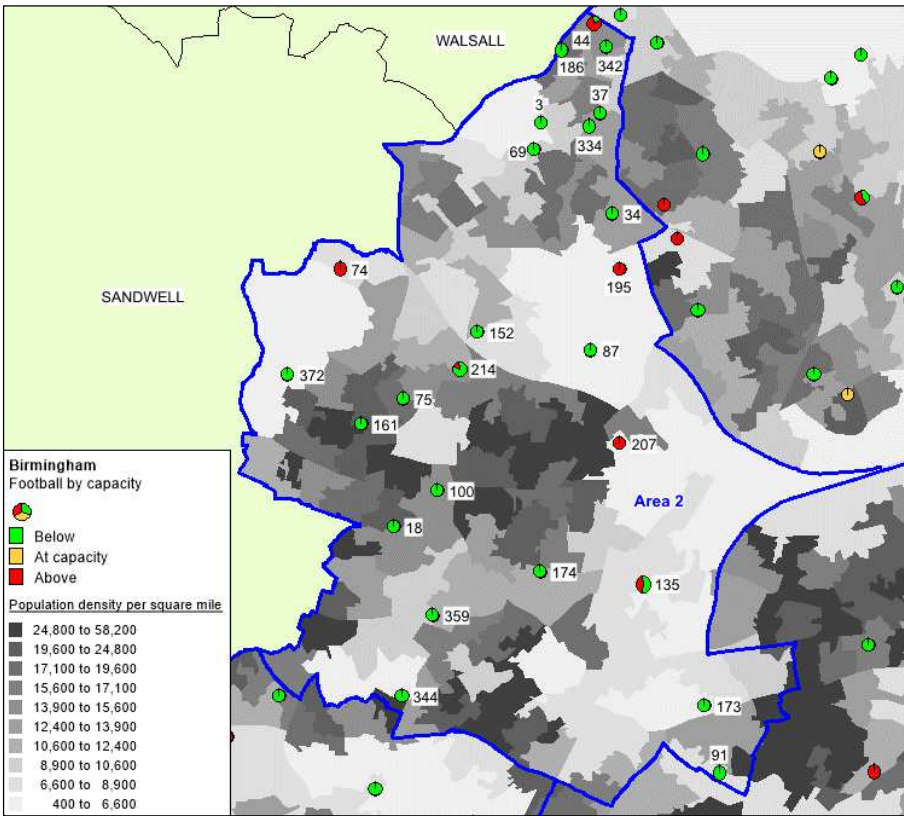 WALSALL
44
186
342
37
3
334
69
34
74
195
SANDWELL
152
87
214
372
75
161
207
100
Area 2
18
174
135
359
344
173
91
Birmingham
Football by capacity
Below
At capacity
Above
Population density per square mile
24,800 to 58,200
19,600 to 24,800
17,100 to 19,600
15,600 to 17,100
13,900 to 15,600
12,400 to 13,900
10,600 to 12,400
8,900 to 10,600
6,600 to 8,900
400 to 6,600